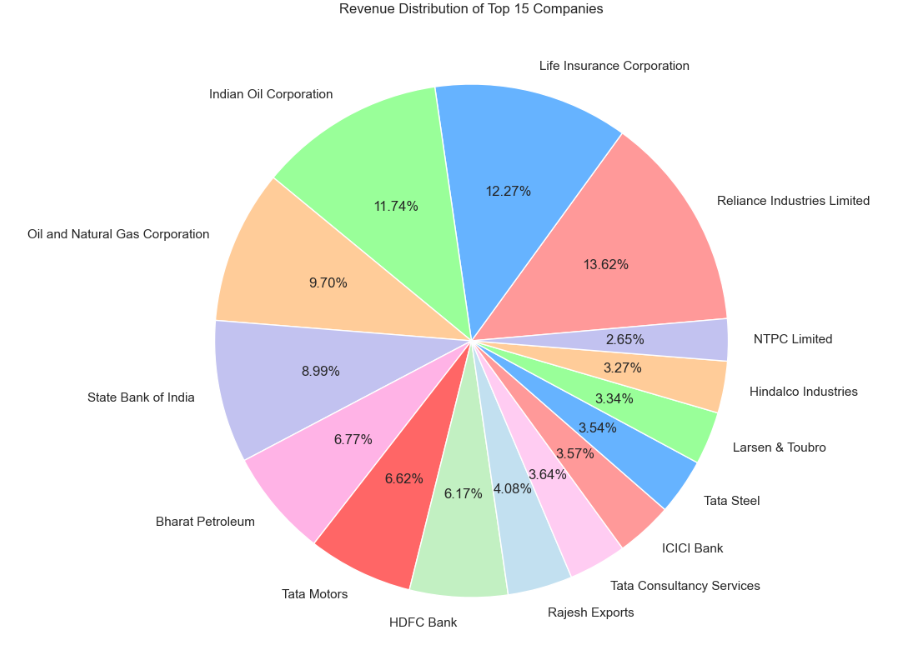 Revenue Distribution of Top 15 Companies
Life Insurance Corporation
12.27%
Indian Oil Corporation
11.74%
Oil and Natural Gas Corporation
9.70%
State Bank of India
8.99%
Bharat Petroleum
6.77%
Tata Motors
6.62%
HDFC Bank
6.17%
Rajesh Exports
4.08%
Tata Consultancy Services
3.64%
ICICI Bank
3.57%
Tata Steel
3.54%
Larsen & Toubro
3.34%
Hindalco Industries
3.27%
NTPC Limited
2.65%
Reliance Industries Limited
13.62%